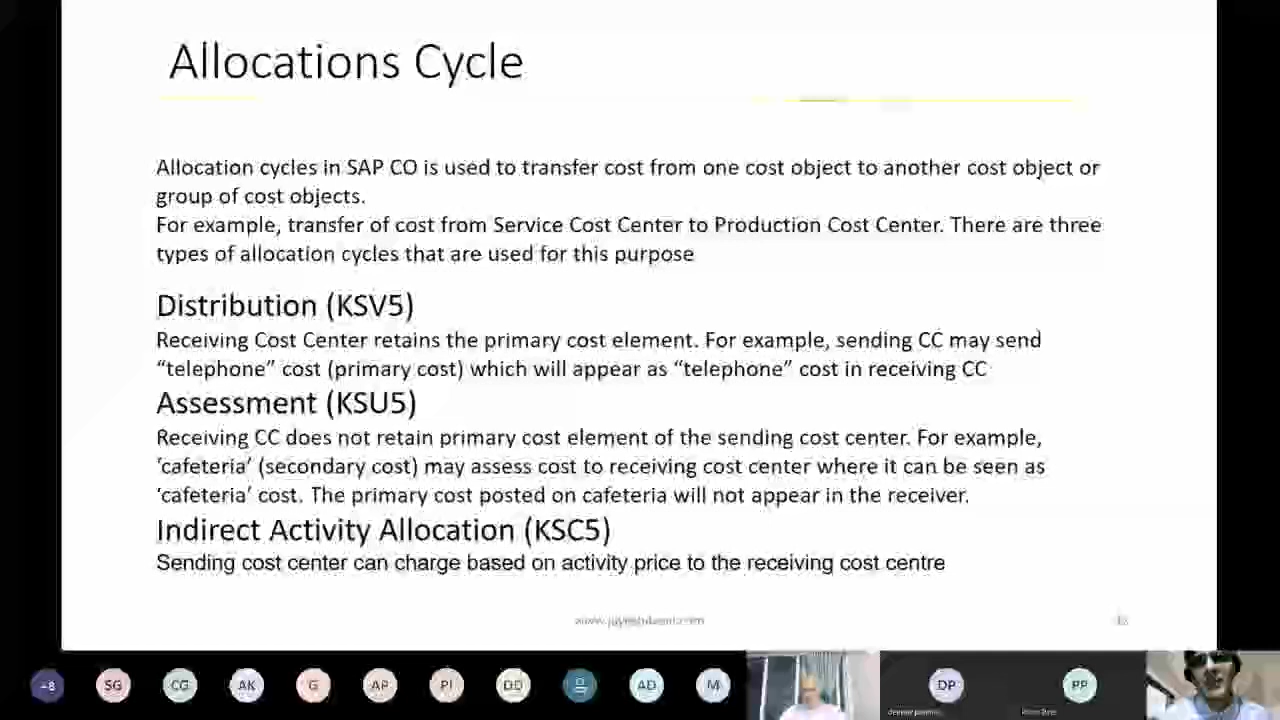 Allocations Cycle
Allocation cycles in SAP CO is used to transfer cost from one cost object to another cost object or
group of cost objects.
For example, transfer of cost from Service Cost Center to Production Cost Center. There are three
types of allocation cycles that are used for this purpose
Distribution (KSV5)
Receiving Cost Center retains the primary cost element. For example, sending CC may send
“telephone” cost (primary cost) which will appear as “telephone” cost in receiving CC
Assessment (KSU5)
Receiving CC does not retain primary cost element of the sending cost center. For example,
‘cafeteria’ (secondary cost) may assess cost to receiving cost center where it can be seen as
‘cafeteria’ cost. The primary cost posted on cafeteria will not appear in the receiver.
Indirect Activity Allocation (KSC5)
Sending cost center can charge based on activity price to the receiving cost centre
+8 SG CG AK G AP PI DD AD M DP PP